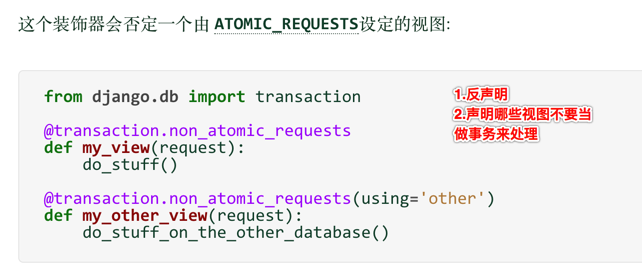 这个装饰器会否定一个由 ATOMIC_REQUESTS设定的视图:
from django.db import transaction
1.反声明
2.声明哪些视图不要当
做事务来处理
@transaction.non_atomic_requests
def my_view(request):
    do_stuff()
@transaction.non_atomic_requests(using='other')
def my_other_view(request):
    do_stuff_on_the_other_database()